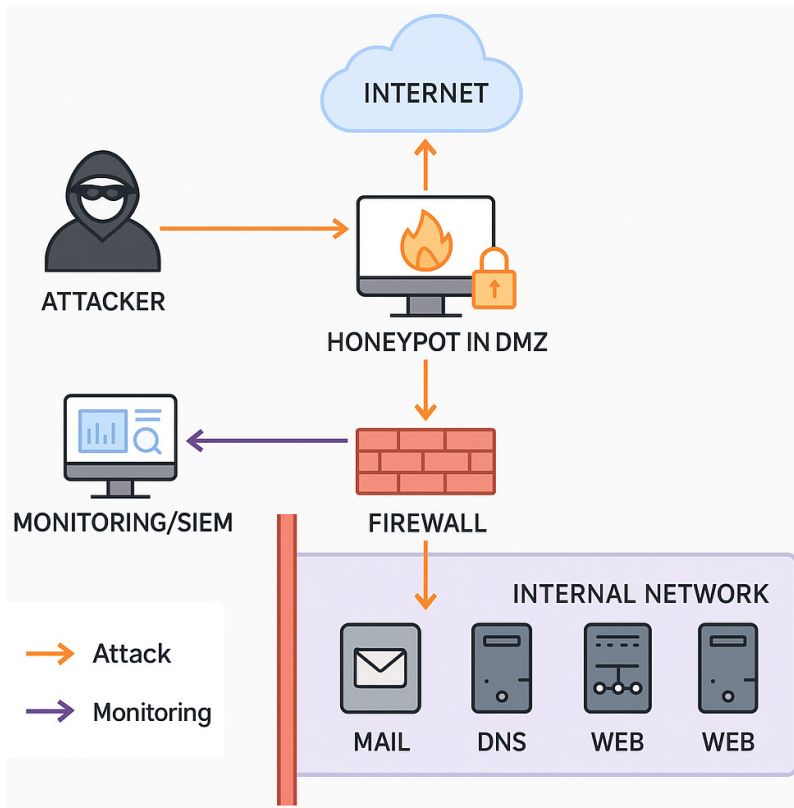 INTERNET
ATTACKER
HONEYPOT IN DMZ
MONITORING/SIEM
FIREWALL
INTERNAL NETWORK
MAIL
DNS
WEB
WEB
Attack
Monitoring